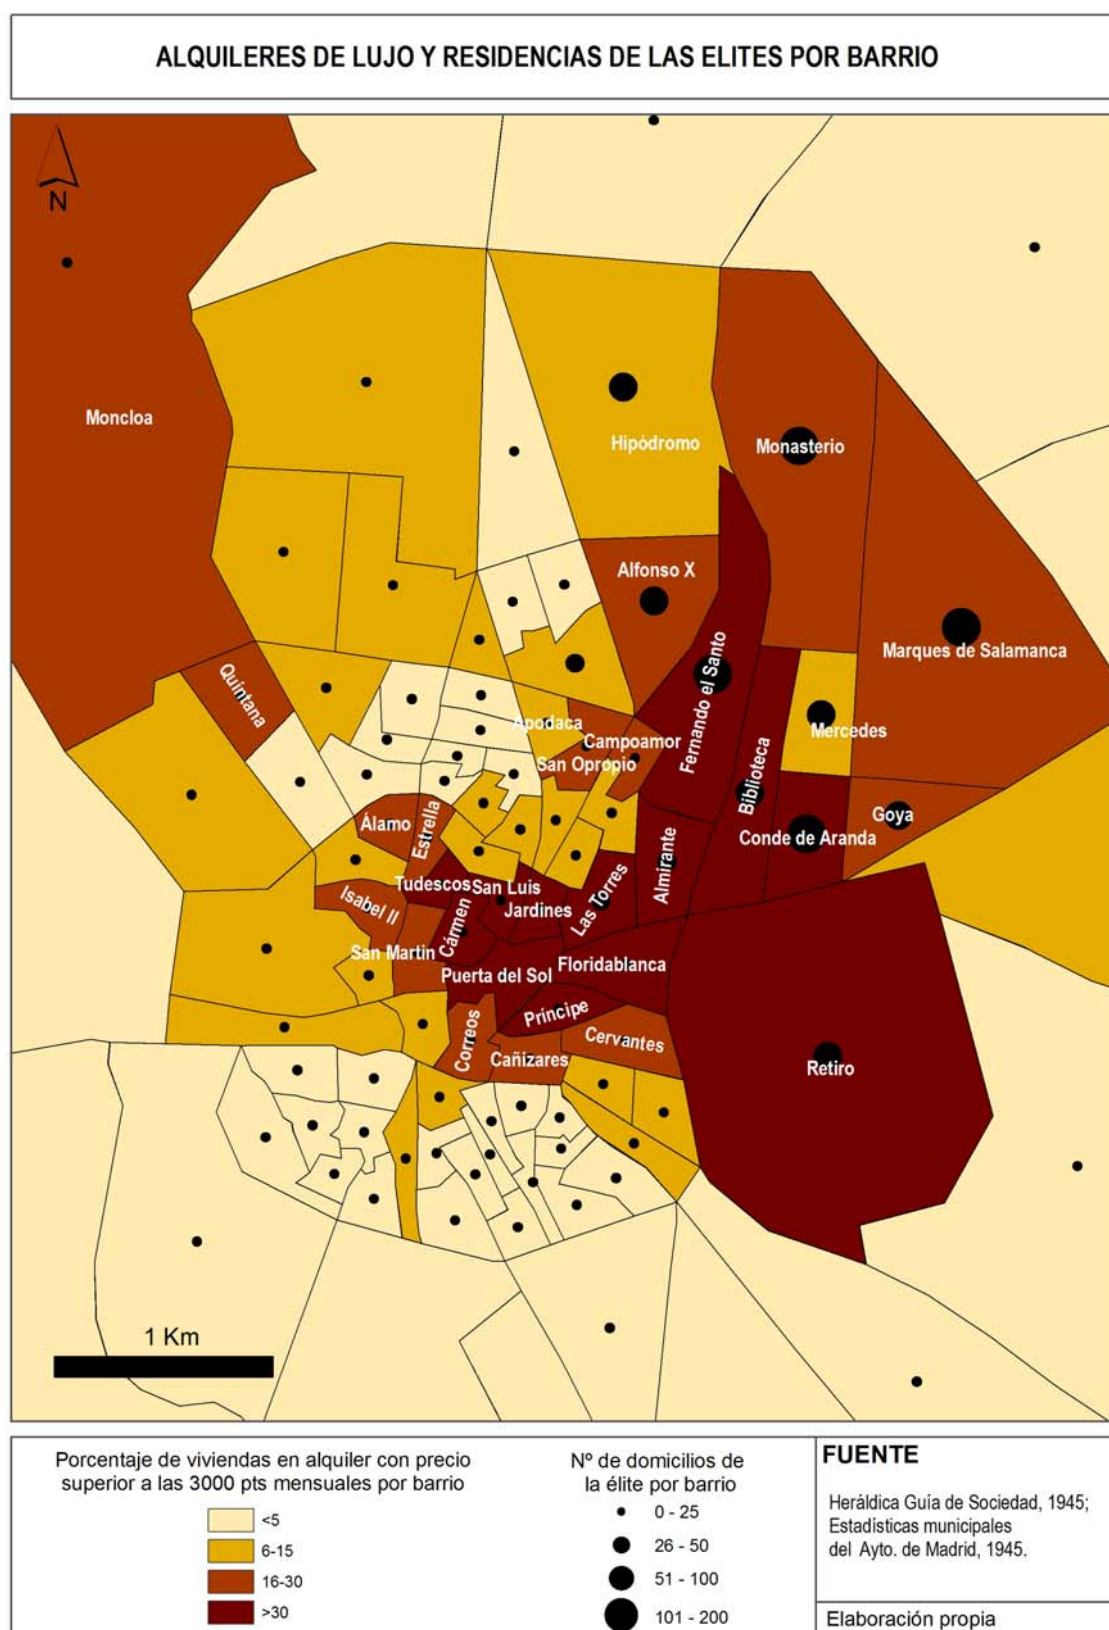 ALQUILERES DE LUJO Y RESIDENCIAS DE LAS ELITES POR BARRIO
N
Moncloa
Hipódromo
Monasterio
Alfonso X
Marques de Salamanca
Fernando el Santo
Quintana
Apodaca
Campoamor
Mercedes
San Opropio
Biblioteca
Goya
Álamo
Estrella
Conde de Aranda
Almirante
Tudescos
San Luis
Las Torres
Jardines
Isabel II
Cármen
San Martin
Floridablanca
Puerta del Sol
Príncipe
Correos
Cervantes
Cañizares
Retiro
1 Km
Porcentaje de viviendas en alquiler con precio
superior a las 3000 pts mensuales por barrio
<5
6-15
16-30
>30
Nº de domicilios de
la élite por barrio
0 - 25
26 - 50
51 - 100
101 - 200
FUENTE
Heráldica Guía de Sociedad, 1945;
Estadísticas municipales
del Ayto. de Madrid, 1945.
Elaboración propia